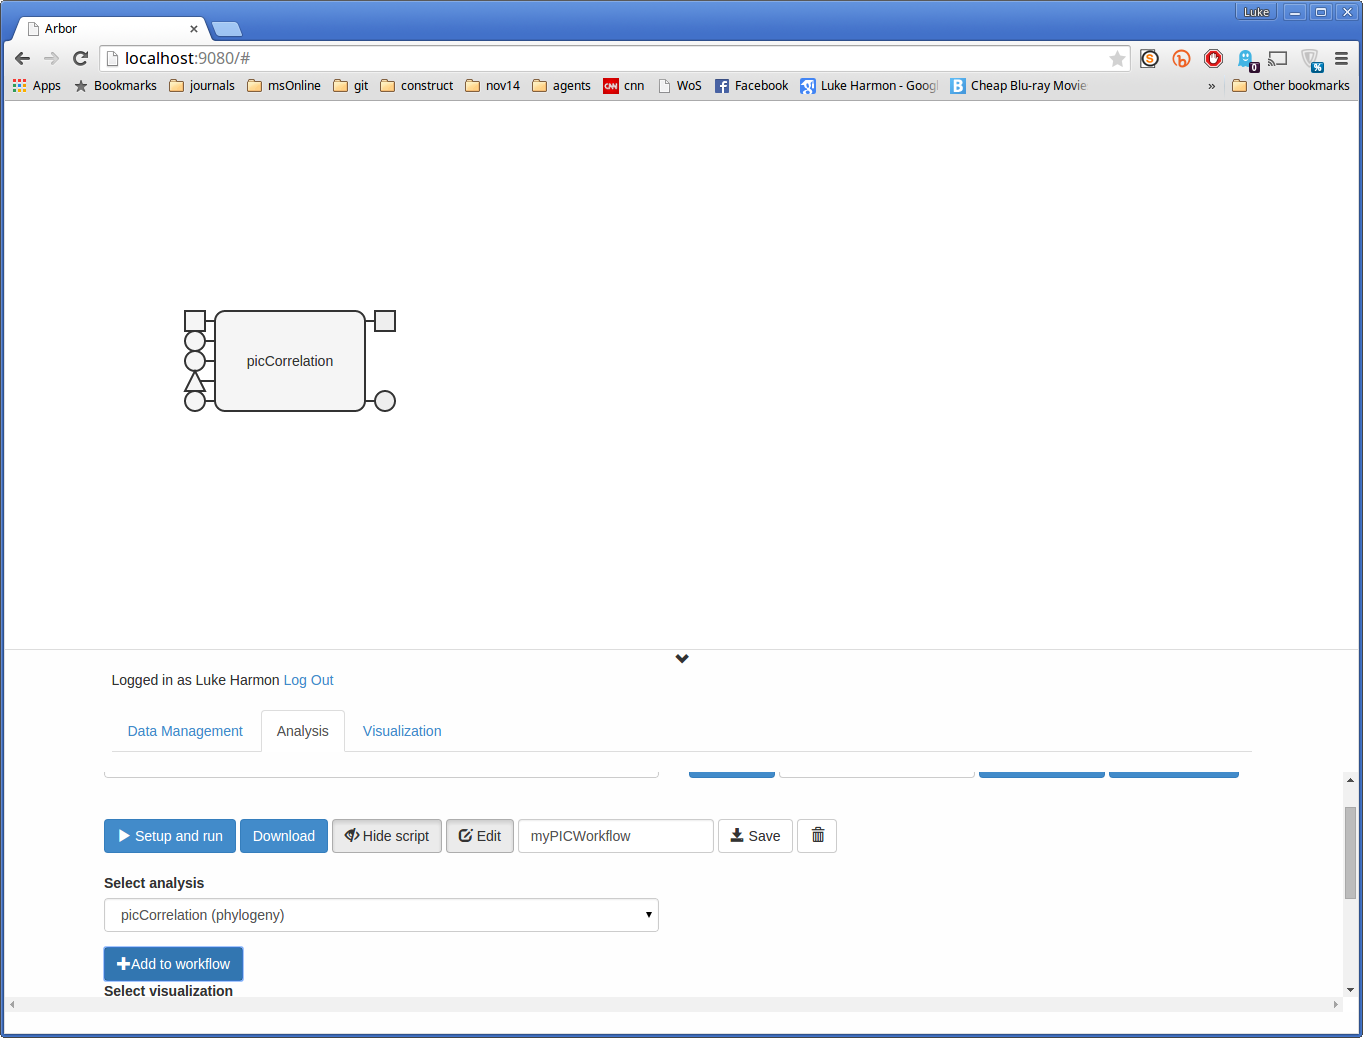 Luke
Arbor
localhost:9080/#
Apps Bookmarks journals msOnline git construct nov14 agents cnn WoS Facebook Luke Harmon - Goog Cheap Blu-ray Movie » Other bookmarks
picCorrelation
Logged in as Luke Harmon Log Out
Data Management Analysis Visualization
Setup and run Download Hide script Edit myPICWorkflow Save
Select analysis
picCorrelation (phylogeny)
Add to workflow
Select visualization